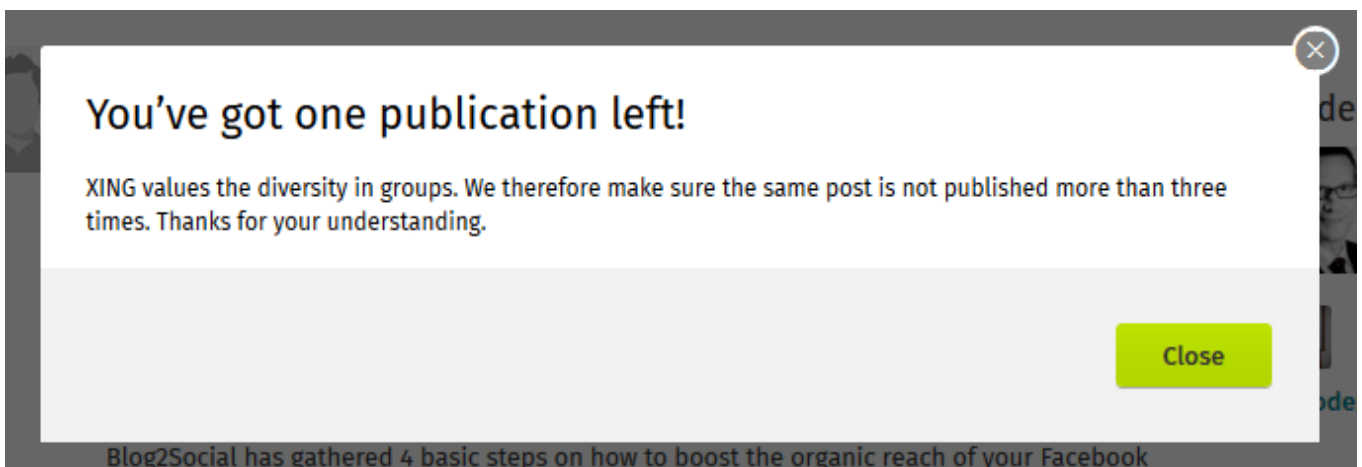 You've got one publication left!
de
XING values the diversity in groups. We therefore make sure the same post is not published more than three
times. Thanks for your understanding.
Close
ode
Blog2Social has gathered 4 basic steps on how to boost the organic reach of your Facebook